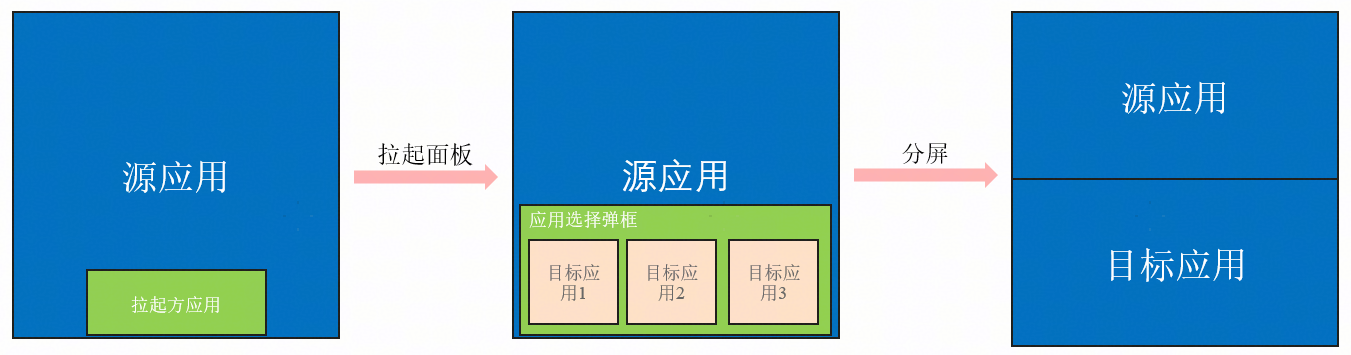 源应用
拉起方应用
拉起面板
源应用
应用选择弹框
目标应
用1
目标应
用2
目标应
用3
分屏
源应用
目标应用